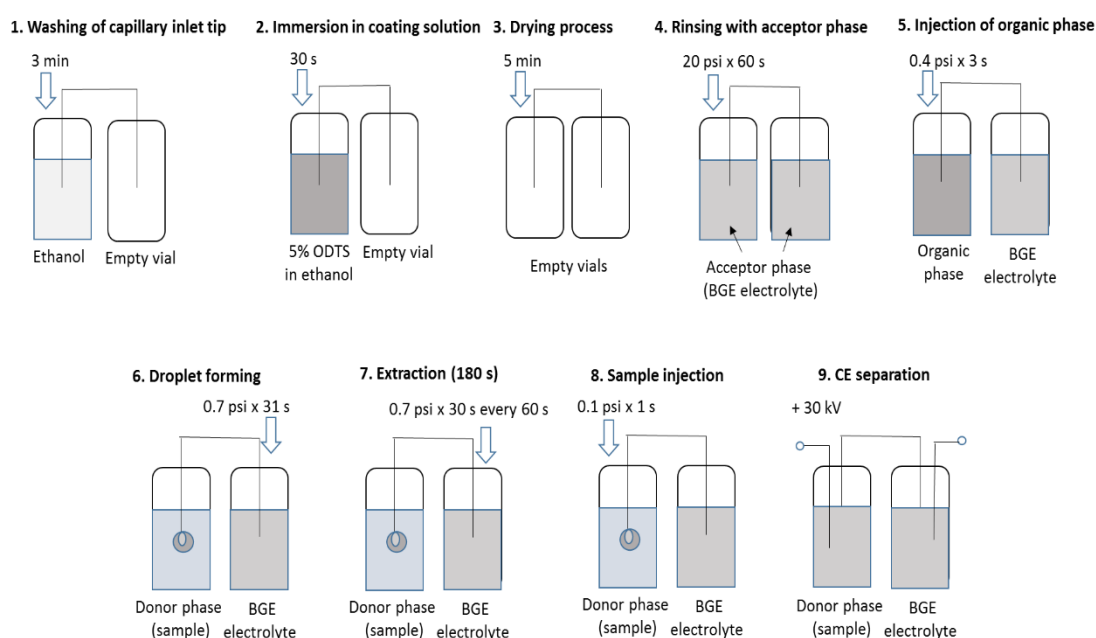 1. Washing of capillary inlet tip
3 min
Ethanol
Empty vial
2. Immersion in coating solution
30 s
5% ODTS
in ethanol
Empty vial
3. Drying process
5 min
Empty vials
4. Rinsing with acceptor phase
20 psi x 60 s
Acceptor phase
(BGE electrolyte)
5. Injection of organic phase
0.4 psi x 3 s
Organic
phase
BGE
electrolyte
6. Droplet forming
0.7 psi x 31 s
Donor phase
(sample)
BGE
electrolyte
7. Extraction (180 s)
0.7 psi x 30 s every 60 s
Donor phase
(sample)
BGE
electrolyte
8. Sample injection
0.1 psi x 1 s
Donor phase
(sample)
BGE
electrolyte
9. CE separation
+ 30 kV
Donor phase
(sample)
BGE
electrolyte